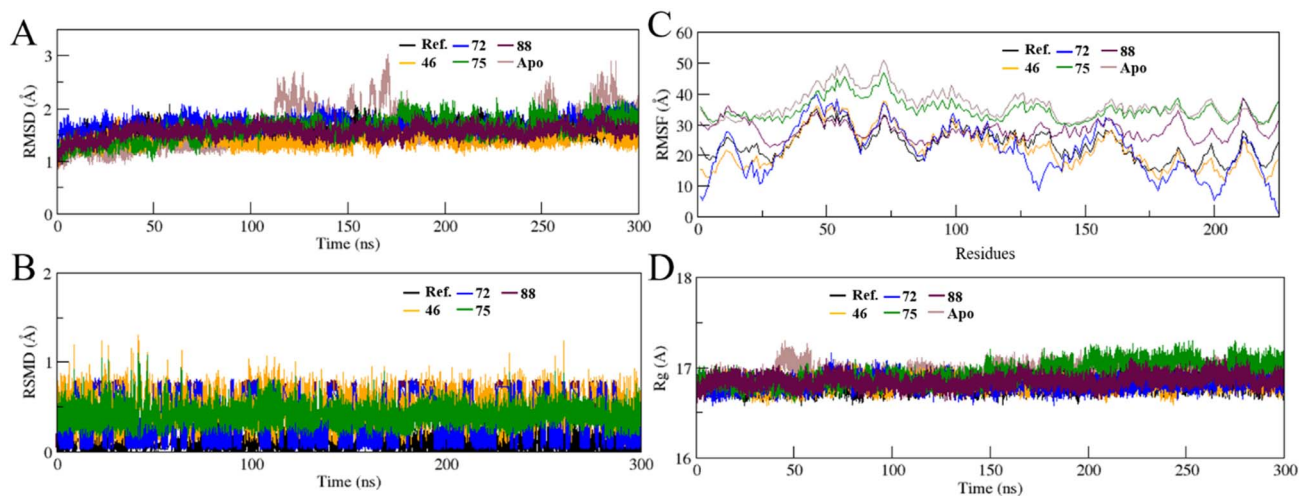 A
Ref. 72 88
46 75 Apo
RMSD (Å)
3
2
1
0
0 50 100 150 200 250 300
Time (ns)
B
Ref. 72 88
46 75
RSMD (Å)
2
1
0
0 100 200 300
Time (ns)
C
Ref. 72 88
46 75 Apo
RMSF (Å)
60
50
40
30
20
10
0
0 50 100 150 200
Residues
D
Ref. 72 88
46 75 Apo
Rg (A)
18
17
16
0 50 100 150 200 250 300
Time (ns)